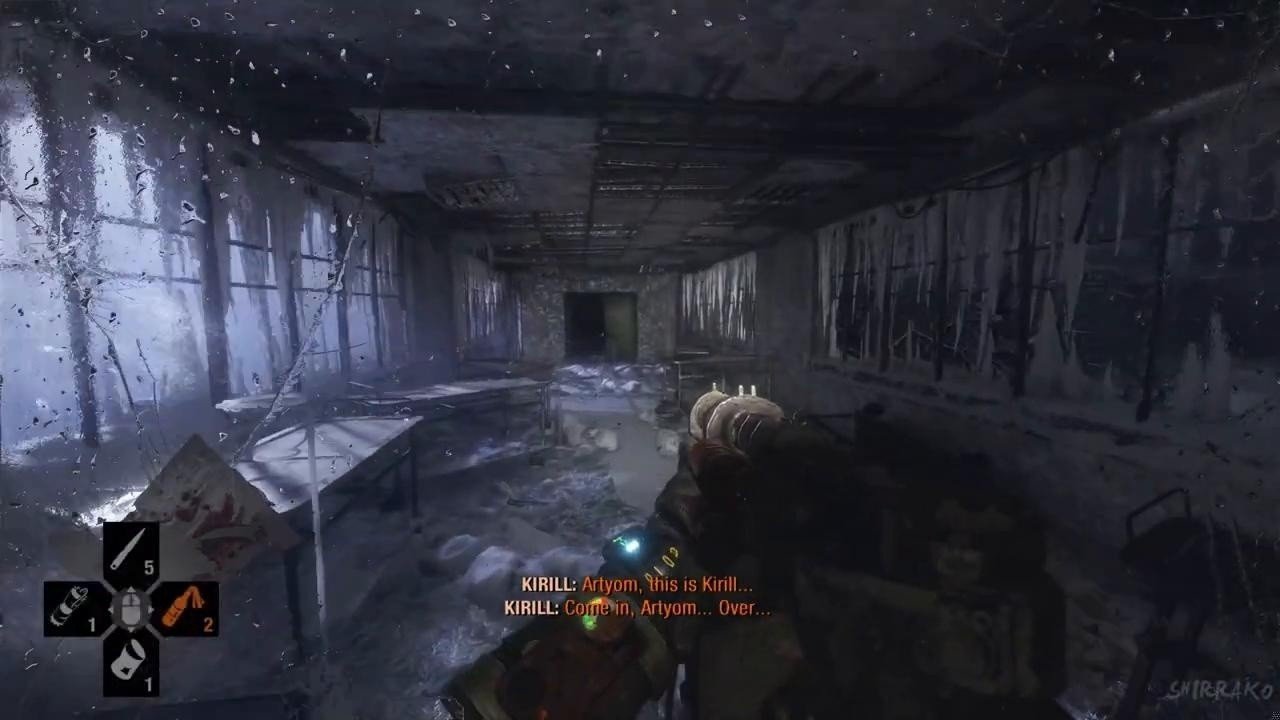 KIRILL: Artyom, this is Kirill...
KIRILL: Come in, Artyom... Over...
5
1
2
1
SHIRRAKO